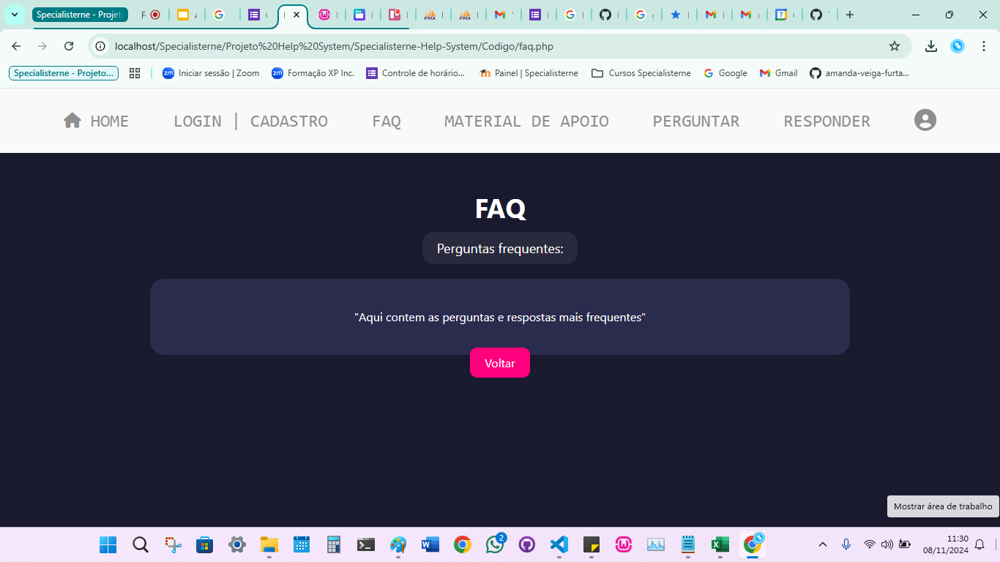 Specialisterne - Projet
localhost/Specialisterne/Projeto%20Help%20System/Specialisterne-Help-System/Codigo/faq.php
Specialisterne - Projeto...
Iniciar sessão | Zoom
Formação XP Inc.
Controle de horário...
Painel | Specialisterne
Cursos Specialisterne
Google
Gmail
amanda-veiga-furta...
HOME
LOGIN | CADASTRO
FAQ
MATERIAL DE APOIO
PERGUNTAR
RESPONDER
FAQ
Perguntas frequentes:
"Aqui contem as perguntas e respostas mais frequentes"
Voltar
Mostrar área de trabalho
2
11:30
08/11/2024